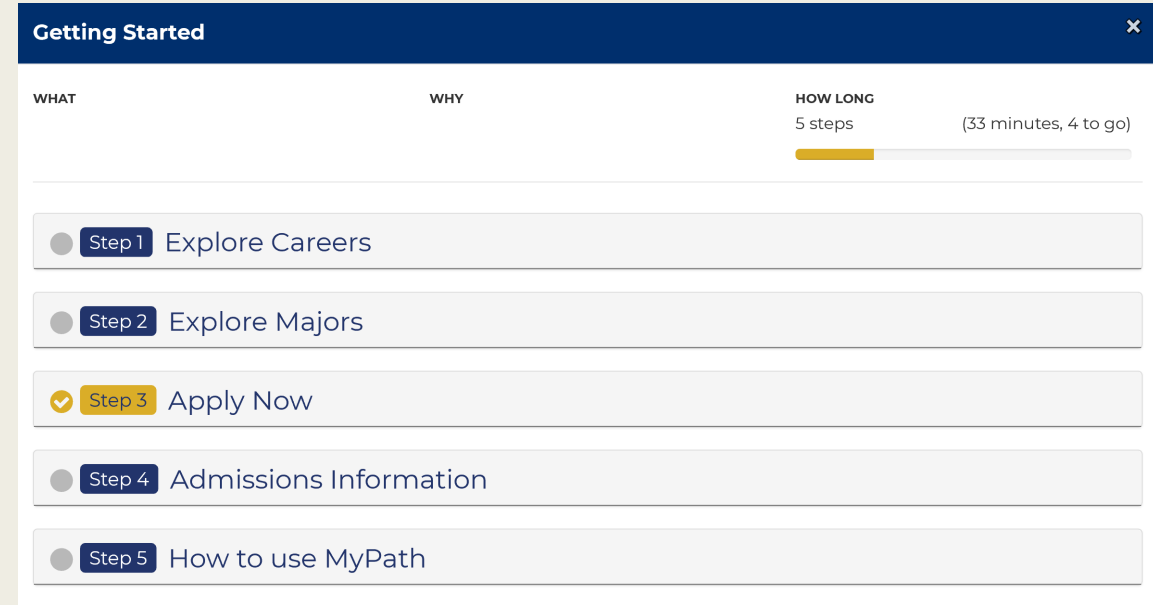 Getting Started
WHAT
WHY
HOW LONG
5 steps (33 minutes, 4 to go)
Step 1 Explore Careers
Step 2 Explore Majors
Step 3 Apply Now
Step 4 Admissions Information
Step 5 How to use MyPath